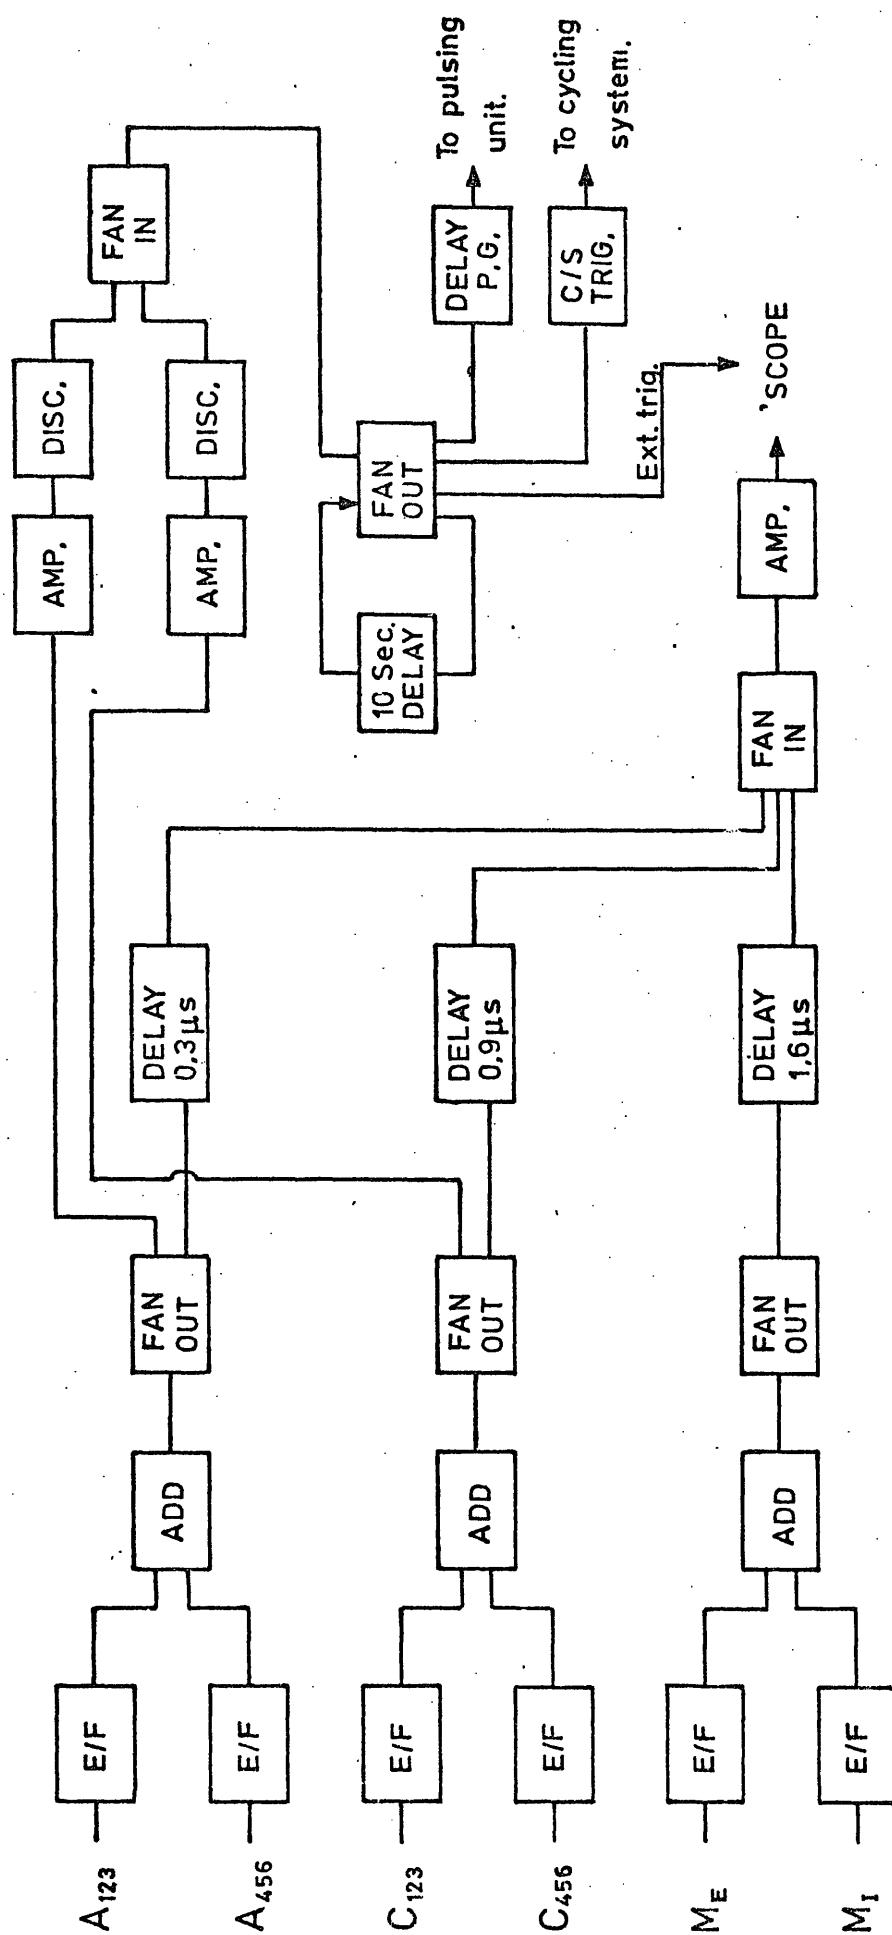 A123
E/F
A456
E/F
ADD
FAN
OUT
DELAY
0,3µs
AMP.
DISC.
AMP.
DISC.
FAN
IN
C123
E/F
C456
E/F
ADD
FAN
OUT
DELAY
0,9µs
10 Sec.
DELAY
FAN
OUT
DELAY
P.G.
To pulsing
unit.
C/S
TRIG.
To cycling
system.
Ext. trig.
ME
E/F
MI
E/F
ADD
FAN
OUT
DELAY
1,6µs
FAN
IN
AMP.
'SCOPE